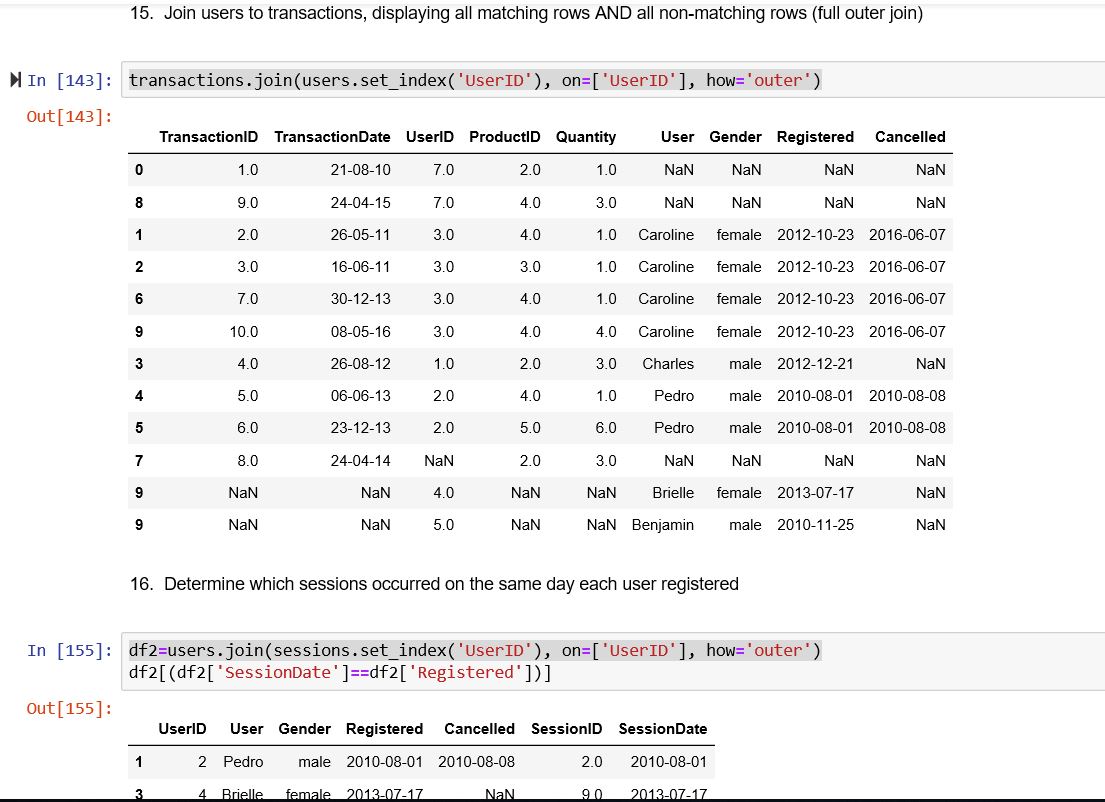 15. Join users to transactions, displaying all matching rows AND all non-matching rows (full outer join)
In [143]: transactions.join(users.set_index('UserID'), on=['UserID'], how='outer')
Out[143]:
TransactionID TransactionDate UserID ProductID Quantity User Gender Registered Cancelled
0 1.0 21-08-10 7.0 2.0 1.0 NaN NaN NaN NaN
8 9.0 24-04-15 7.0 4.0 3.0 NaN NaN NaN NaN
1 2.0 26-05-11 3.0 4.0 1.0 Caroline female 2012-10-23 2016-06-07
2 3.0 16-06-11 3.0 3.0 1.0 Caroline female 2012-10-23 2016-06-07
6 7.0 30-12-13 3.0 4.0 1.0 Caroline female 2012-10-23 2016-06-07
9 10.0 08-05-16 3.0 4.0 4.0 Caroline female 2012-10-23 2016-06-07
3 4.0 26-08-12 1.0 2.0 3.0 Charles male 2012-12-21 NaN
4 5.0 06-06-13 2.0 4.0 1.0 Pedro male 2010-08-01 2010-08-08
5 6.0 23-12-13 2.0 5.0 6.0 Pedro male 2010-08-01 2010-08-08
7 8.0 24-04-14 NaN 2.0 3.0 NaN NaN NaN NaN
9 NaN NaN 4.0 NaN NaN Brielle female 2013-07-17 NaN
9 NaN NaN 5.0 NaN NaN Benjamin male 2010-11-25 NaN
16. Determine which sessions occurred on the same day each user registered
In [155]: df2=users.join(sessions.set_index('UserID'), on=['UserID'], how='outer')
df2[(df2['SessionDate']==df2['Registered'])]
Out[155]:
UserID User Gender Registered Cancelled SessionID SessionDate
1 2 Pedro male 2010-08-01 2010-08-08 2.0 2010-08-01
3 4 Brielle female 2013-07-17 NaN 9.0 2013-07-17